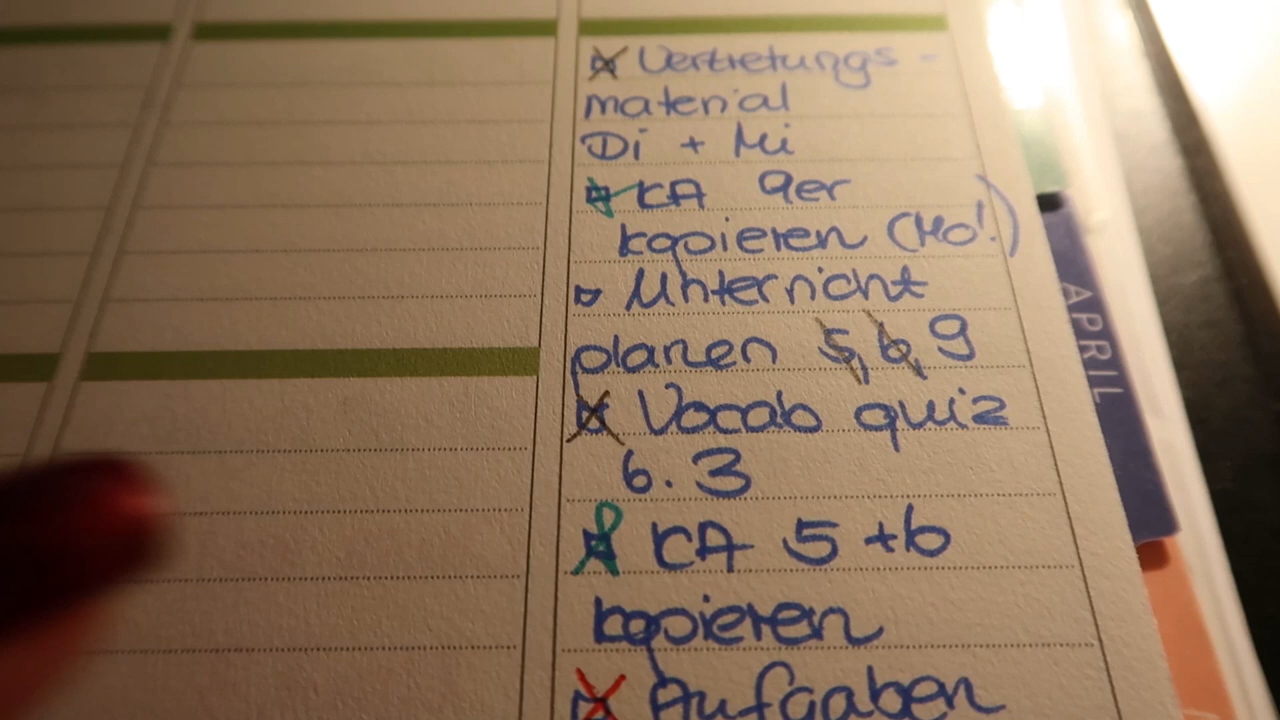 Vertretungs-
material
Di + Mi
KA 9er
kopieren (Mo!)
Unterricht
planen 5, 6, 9
Vocab quiz
6.3
KA 5 + 6
kopieren
Aufgaben
APRIL